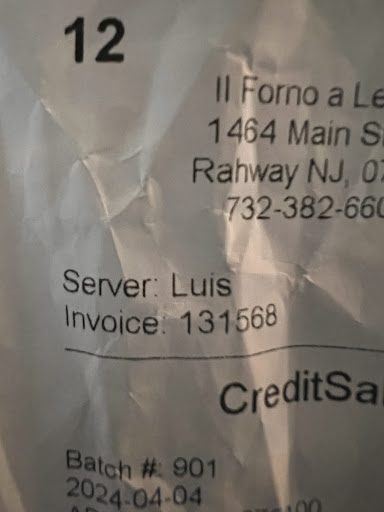 12
Il Forno a Le
1464 Main S
Rahway NJ, 07
732-382-660
Server: Luis
Invoice: 131568
CreditSa
Batch #: 901
2024-04-04